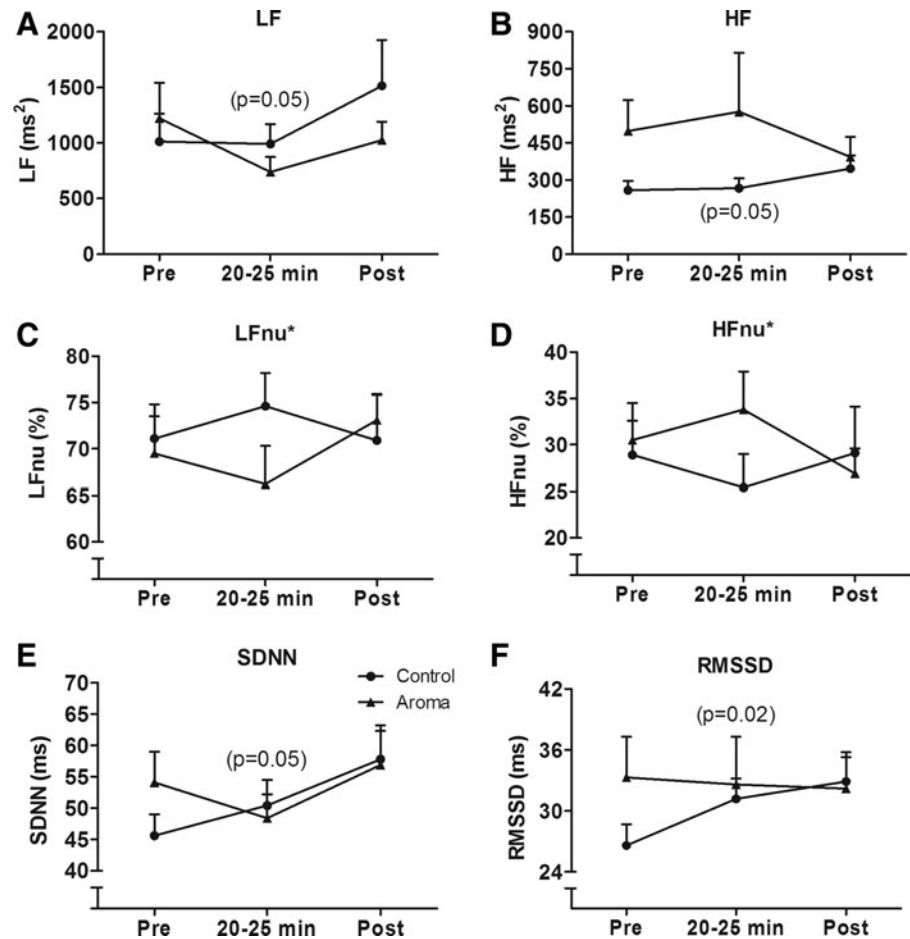 A
LF
LF (ms²)
2000
1500
1000
500
0
(p=0.05)
Pre 20-25 min Post
B
HF
HF (ms²)
900
750
600
450
300
150
0
(p=0.05)
Pre 20-25 min Post
C
LFnu*
LFnu (%)
80
75
70
65
60
Pre 20-25 min Post
D
HFnu*
HFnu (%)
40
35
30
25
20
Pre 20-25 min Post
E
SDNN
SDNN (ms)
70
65
60
55
50
45
40
Control
Aroma
(p=0.05)
Pre 20-25 min Post
F
RMSSD
RMSSD (ms)
42
36
30
24
(p=0.02)
Pre 20-25 min Post